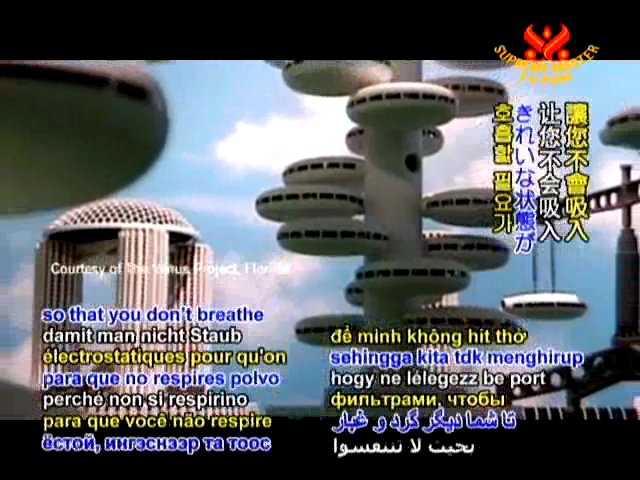 SUPREME MASTER
TV
讓您不會吸入
让您不会吸入
きれいな状態が
호흡할 필요가
Courtesy of The Venus Project, Florida
so that you don't breathe
damit man nicht Staub
électrostatiques pour qu'on
para que no respires polvo
perché non si respirino
para que você não respire
ёстой, ингэснээр та тоос
để mình không hít thở
sehingga kita tdk menghirup
hogy ne lélegezz be port
фильтрами, чтобы
تا شما دیگر گرد و غبار
بحيث لا تتنفسوا